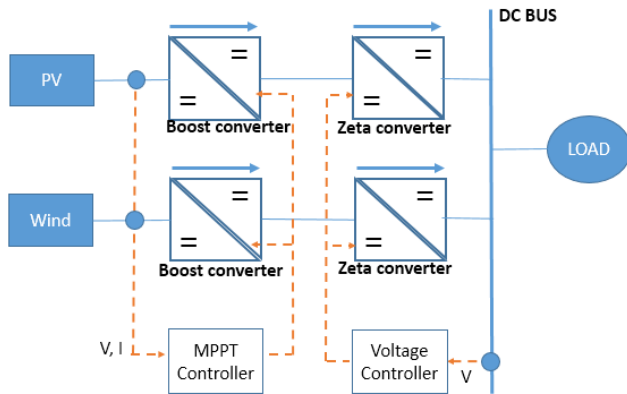 DC BUS
PV
=
=
=
=
Boost converter
Zeta converter
LOAD
Wind
=
=
=
=
Boost converter
Zeta converter
V, I
MPPT
Controller
Voltage
Controller
V